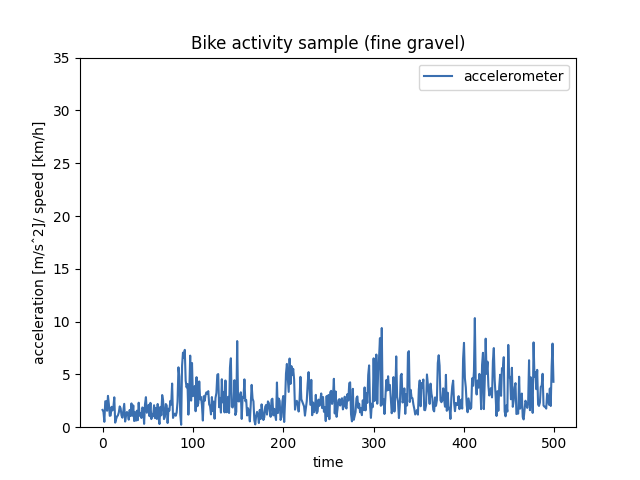 Bike activity sample (fine gravel)
accelerometer
acceleration [m/s^2]/ speed [km/h]
35
30
25
20
15
10
5
0
0 100 200 300 400 500
time